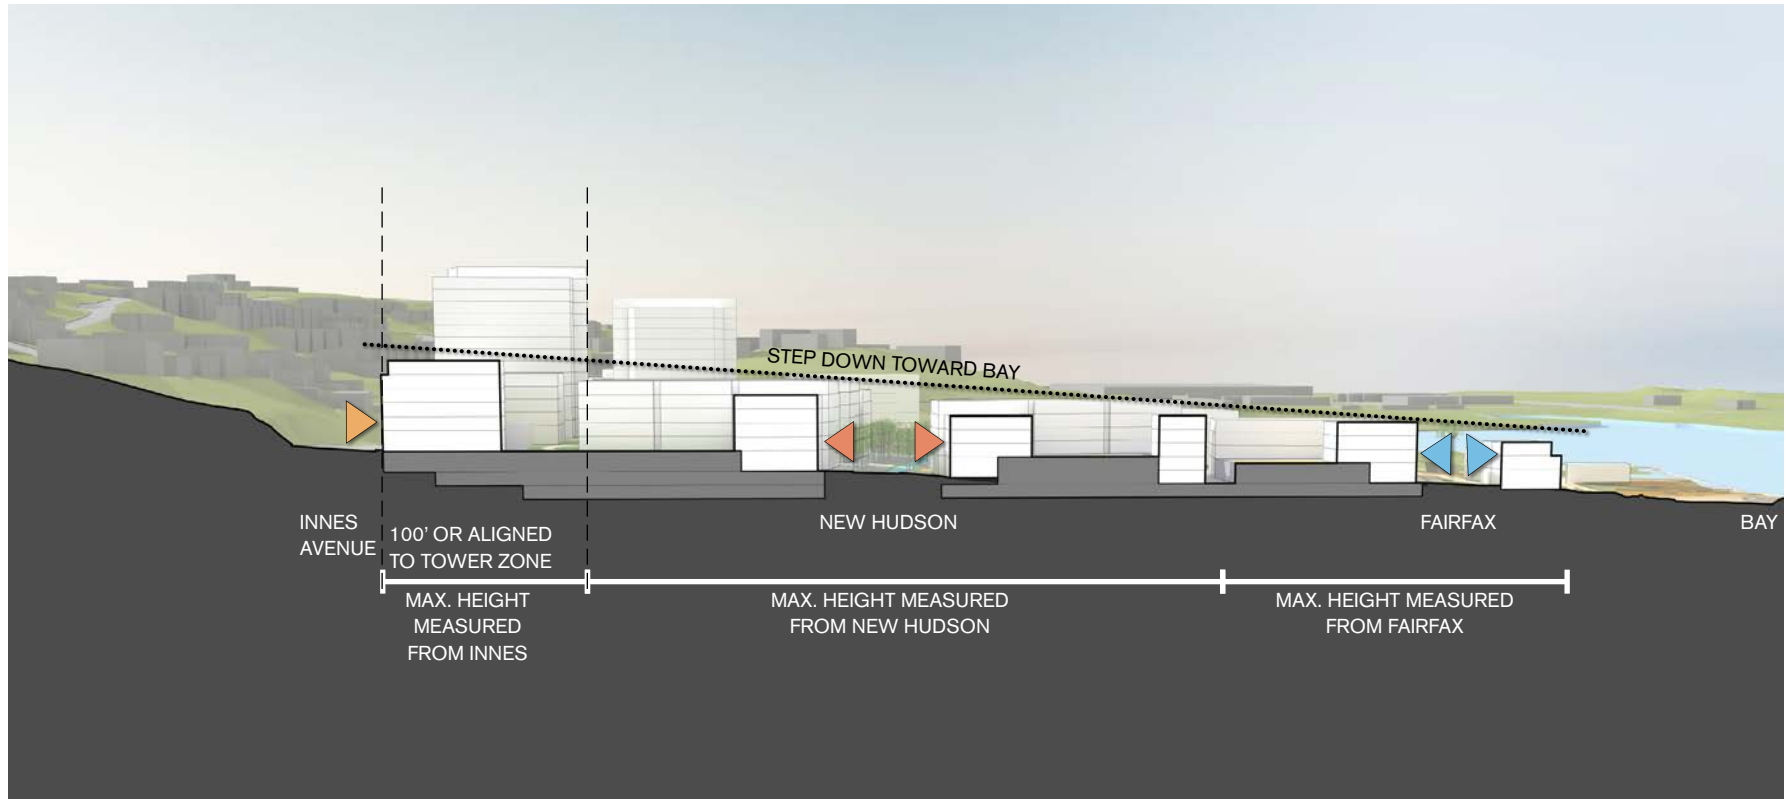 STEP DOWN TOWARD BAY
INNES
AVENUE
100’ OR ALIGNED
TO TOWER ZONE
NEW HUDSON
FAIRFAX
BAY
MAX. HEIGHT
MEASURED
FROM INNES
MAX. HEIGHT MEASURED
FROM NEW HUDSON
MAX. HEIGHT MEASURED
FROM FAIRFAX